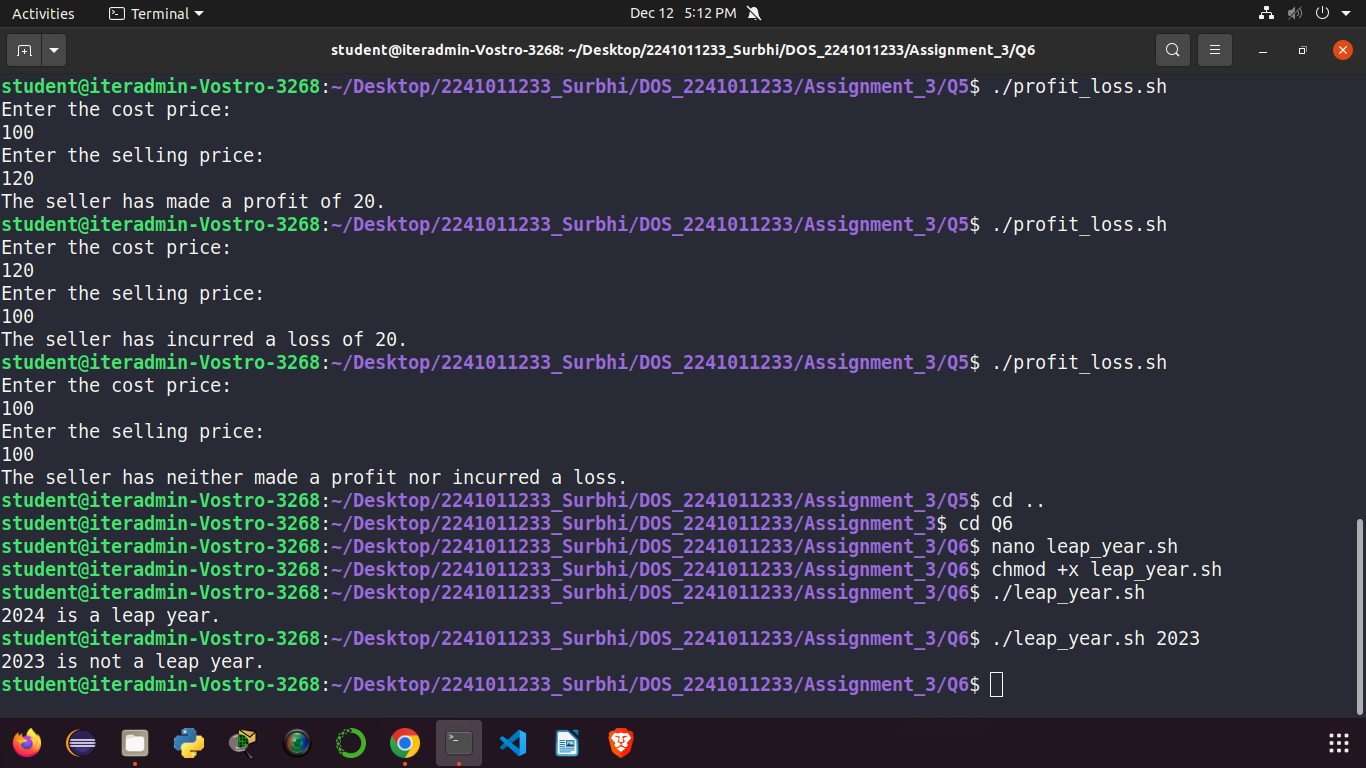 Activities Terminal Dec 12 5:12 PM
student@iteradmin-Vostro-3268: ~/Desktop/2241011233_Surbhi/DOS_2241011233/Assignment_3/Q6
student@iteradmin-Vostro-3268:~/Desktop/2241011233_Surbhi/DOS_2241011233/Assignment_3/Q5$ ./profit_loss.sh
Enter the cost price:
100
Enter the selling price:
120
The seller has made a profit of 20.
student@iteradmin-Vostro-3268:~/Desktop/2241011233_Surbhi/DOS_2241011233/Assignment_3/Q5$ ./profit_loss.sh
Enter the cost price:
120
Enter the selling price:
100
The seller has incurred a loss of 20.
student@iteradmin-Vostro-3268:~/Desktop/2241011233_Surbhi/DOS_2241011233/Assignment_3/Q5$ ./profit_loss.sh
Enter the cost price:
100
Enter the selling price:
100
The seller has neither made a profit nor incurred a loss.
student@iteradmin-Vostro-3268:~/Desktop/2241011233_Surbhi/DOS_2241011233/Assignment_3/Q5$ cd ..
student@iteradmin-Vostro-3268:~/Desktop/2241011233_Surbhi/DOS_2241011233/Assignment_3$ cd Q6
student@iteradmin-Vostro-3268:~/Desktop/2241011233_Surbhi/DOS_2241011233/Assignment_3/Q6$ nano leap_year.sh
student@iteradmin-Vostro-3268:~/Desktop/2241011233_Surbhi/DOS_2241011233/Assignment_3/Q6$ chmod +x leap_year.sh
student@iteradmin-Vostro-3268:~/Desktop/2241011233_Surbhi/DOS_2241011233/Assignment_3/Q6$ ./leap_year.sh
2024 is a leap year.
student@iteradmin-Vostro-3268:~/Desktop/2241011233_Surbhi/DOS_2241011233/Assignment_3/Q6$ ./leap_year.sh 2023
2023 is not a leap year.
student@iteradmin-Vostro-3268:~/Desktop/2241011233_Surbhi/DOS_2241011233/Assignment_3/Q6$